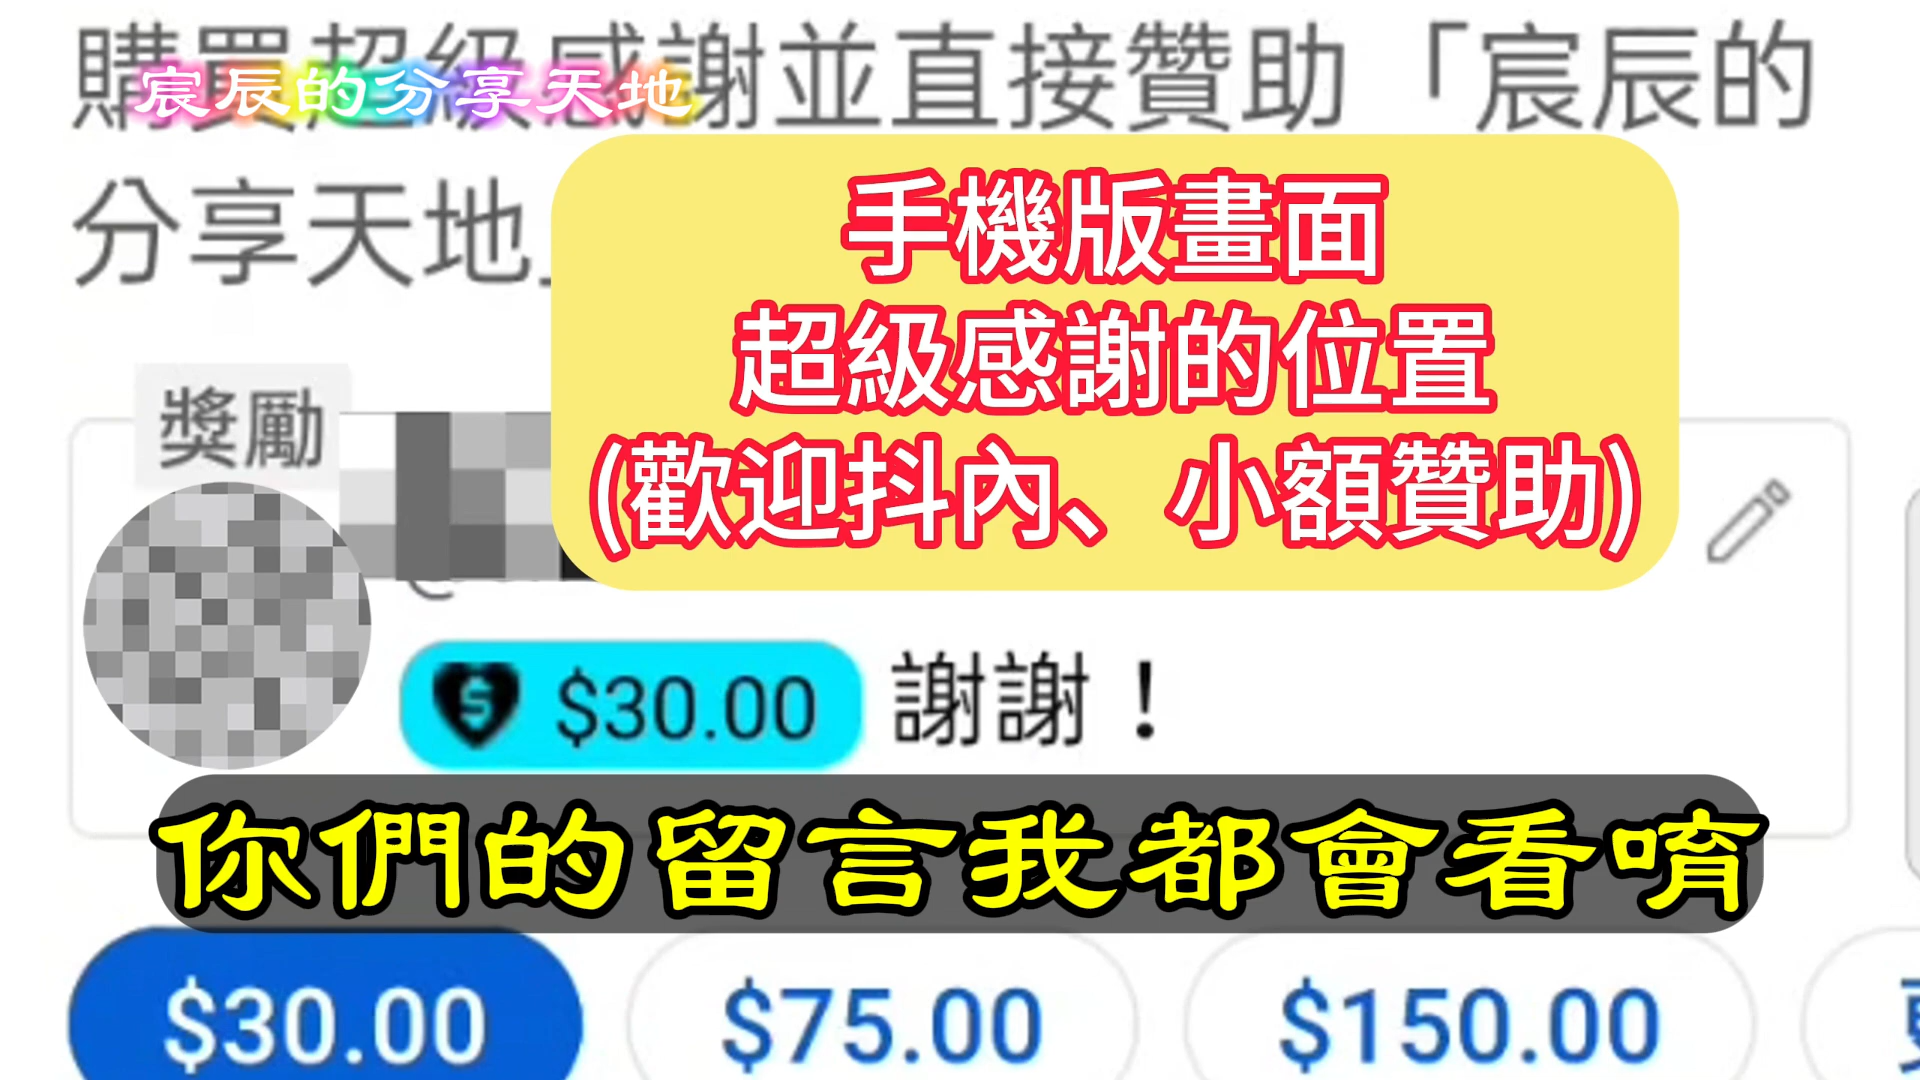 購買超級感謝並直接贊助「宸辰的
分享天地」
宸辰的分享天地
手機版畫面
超級感謝的位置
(歡迎抖內、小額贊助)
獎勵
$30.00 謝謝！
你們的留言我都會看唷
$30.00 $75.00 $150.00